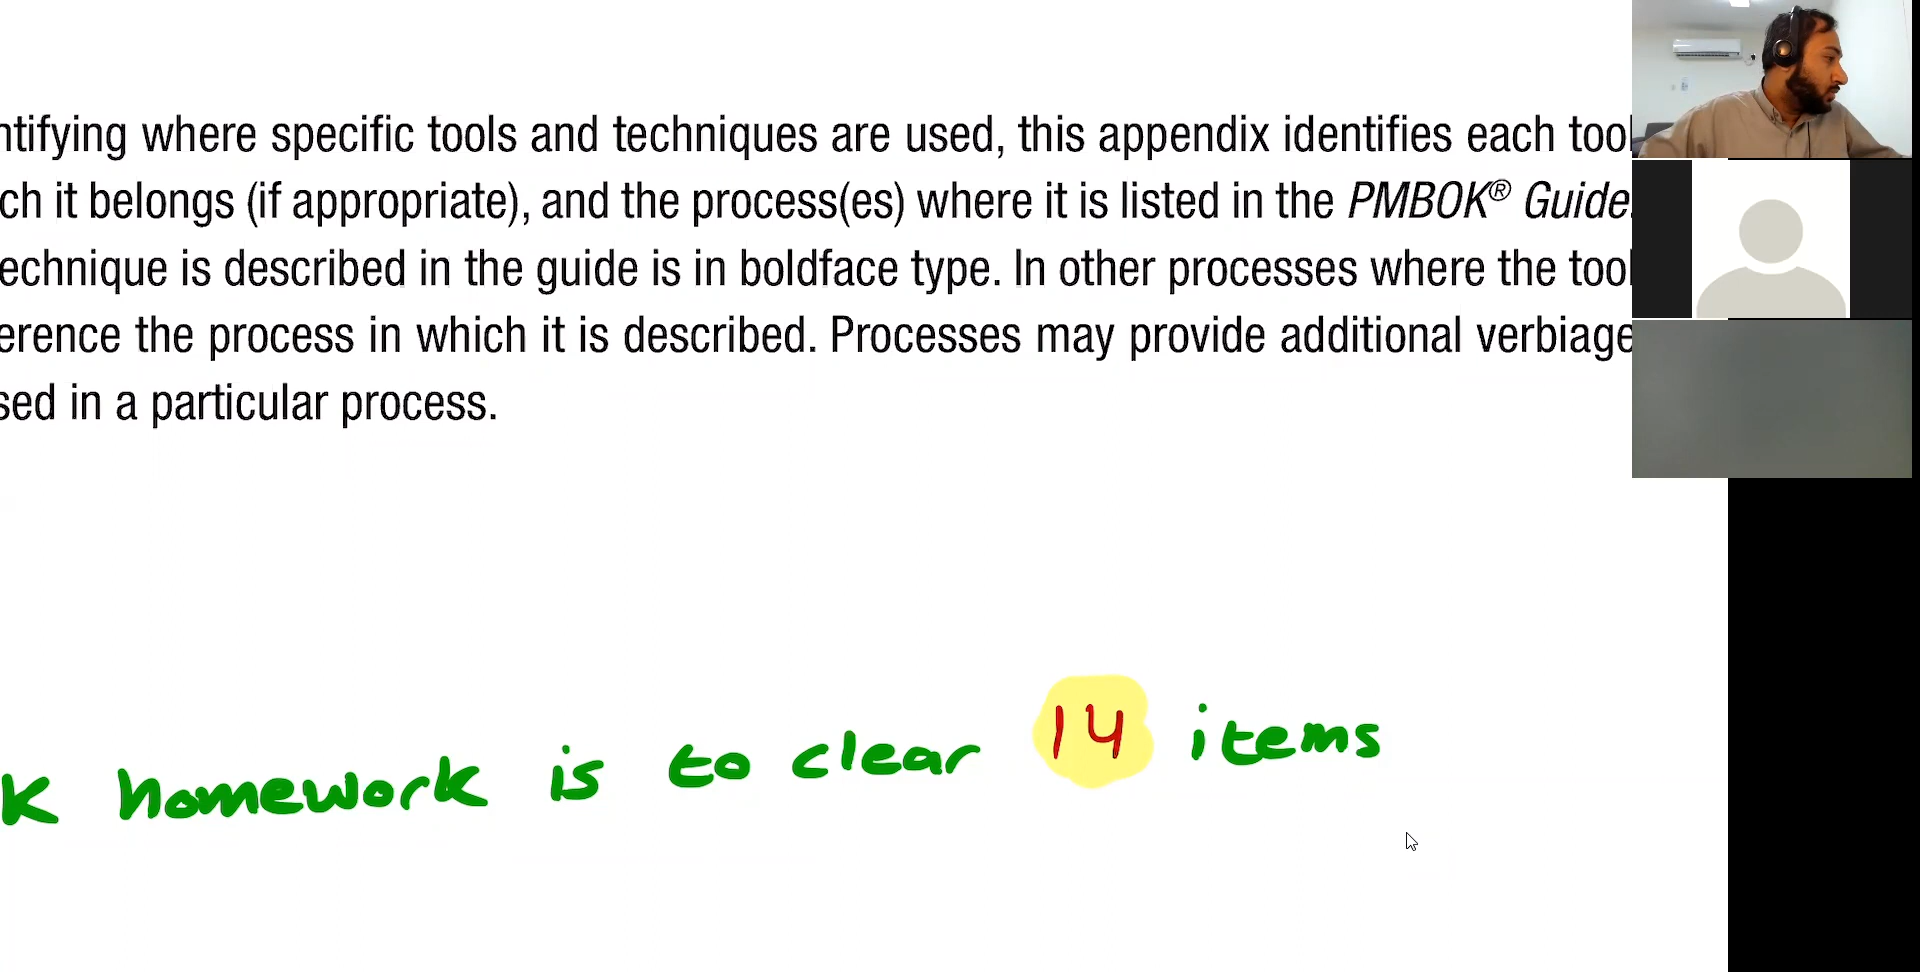 ntifying where specific tools and techniques are used, this appendix identifies each tool
ch it belongs (if appropriate), and the process(es) where it is listed in the PMBOK® Guide.
echnique is described in the guide is in boldface type. In other processes where the tool
erence the process in which it is described. Processes may provide additional verbiage
sed in a particular process.
K homework is to clear 14 items